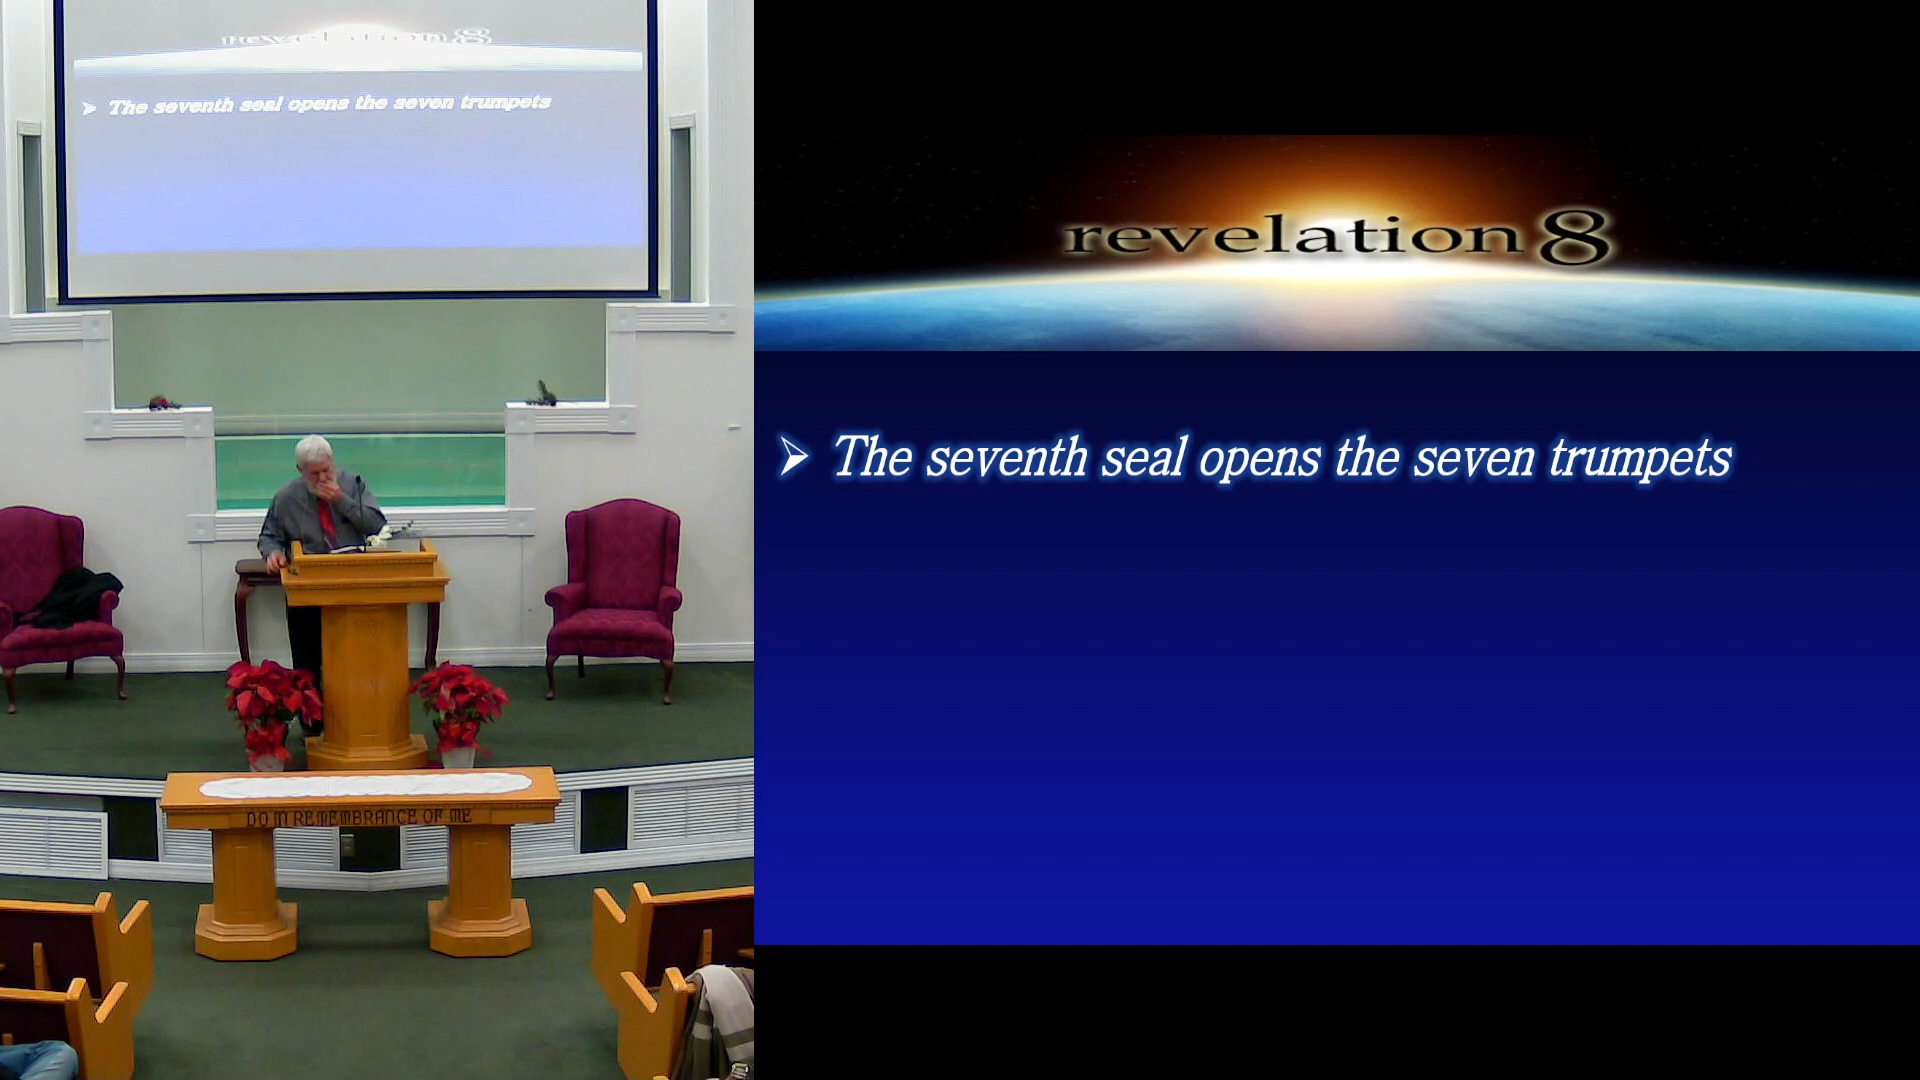 revelation 8
The seventh seal opens the seven trumpets
DO IN REMEMBRANCE OF ME
revelation 8
➢ The seventh seal opens the seven trumpets